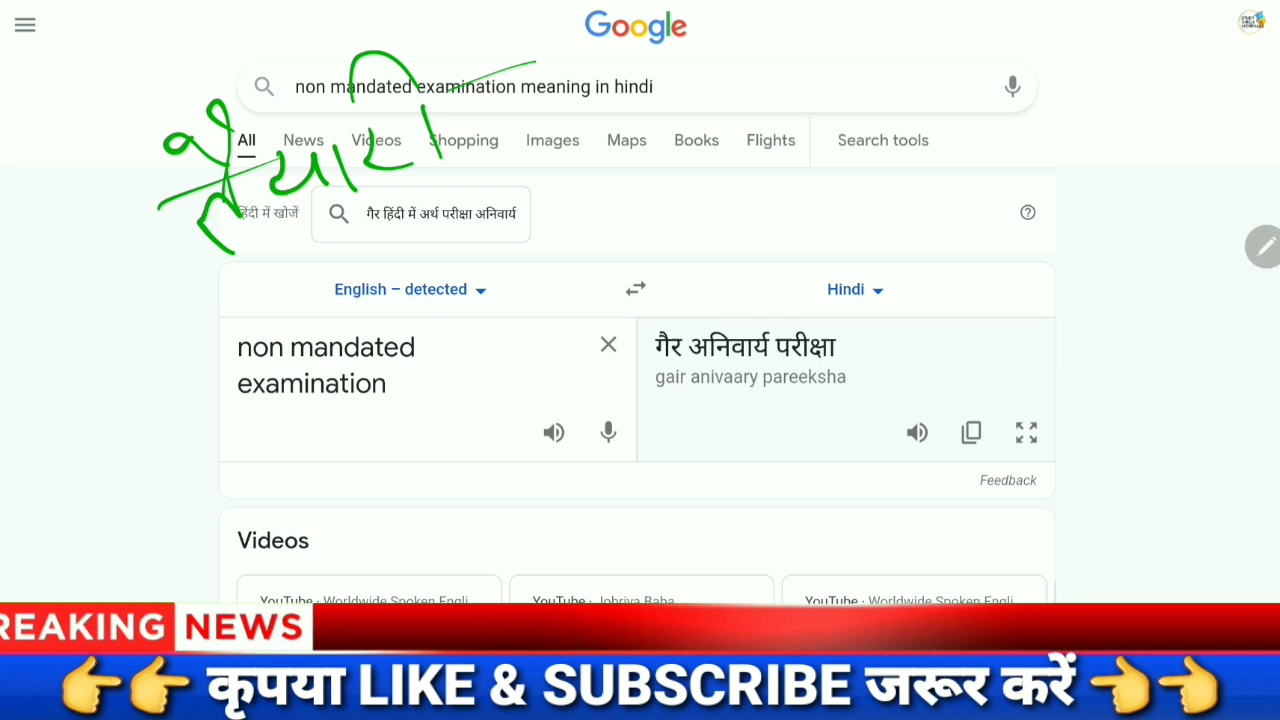 Google
non mandated examination meaning in hindi
All News Videos Shopping Images Maps Books Flights Search tools
हिंदी में खोजें
गैर हिंदी में अर्थ परीक्षा अनिवार्य
English – detected
Hindi
non mandated
examination
गैर अनिवार्य परीक्षा
gair anivaary pareeksha
Feedback
Videos
YouTube · Worldwide Spoken Engli
YouTube · Jobriya Baba
YouTube · Worldwide Spoken Engli
REAKING NEWS
👉👉 कृपया LIKE & SUBSCRIBE जरूर करें 👈👈